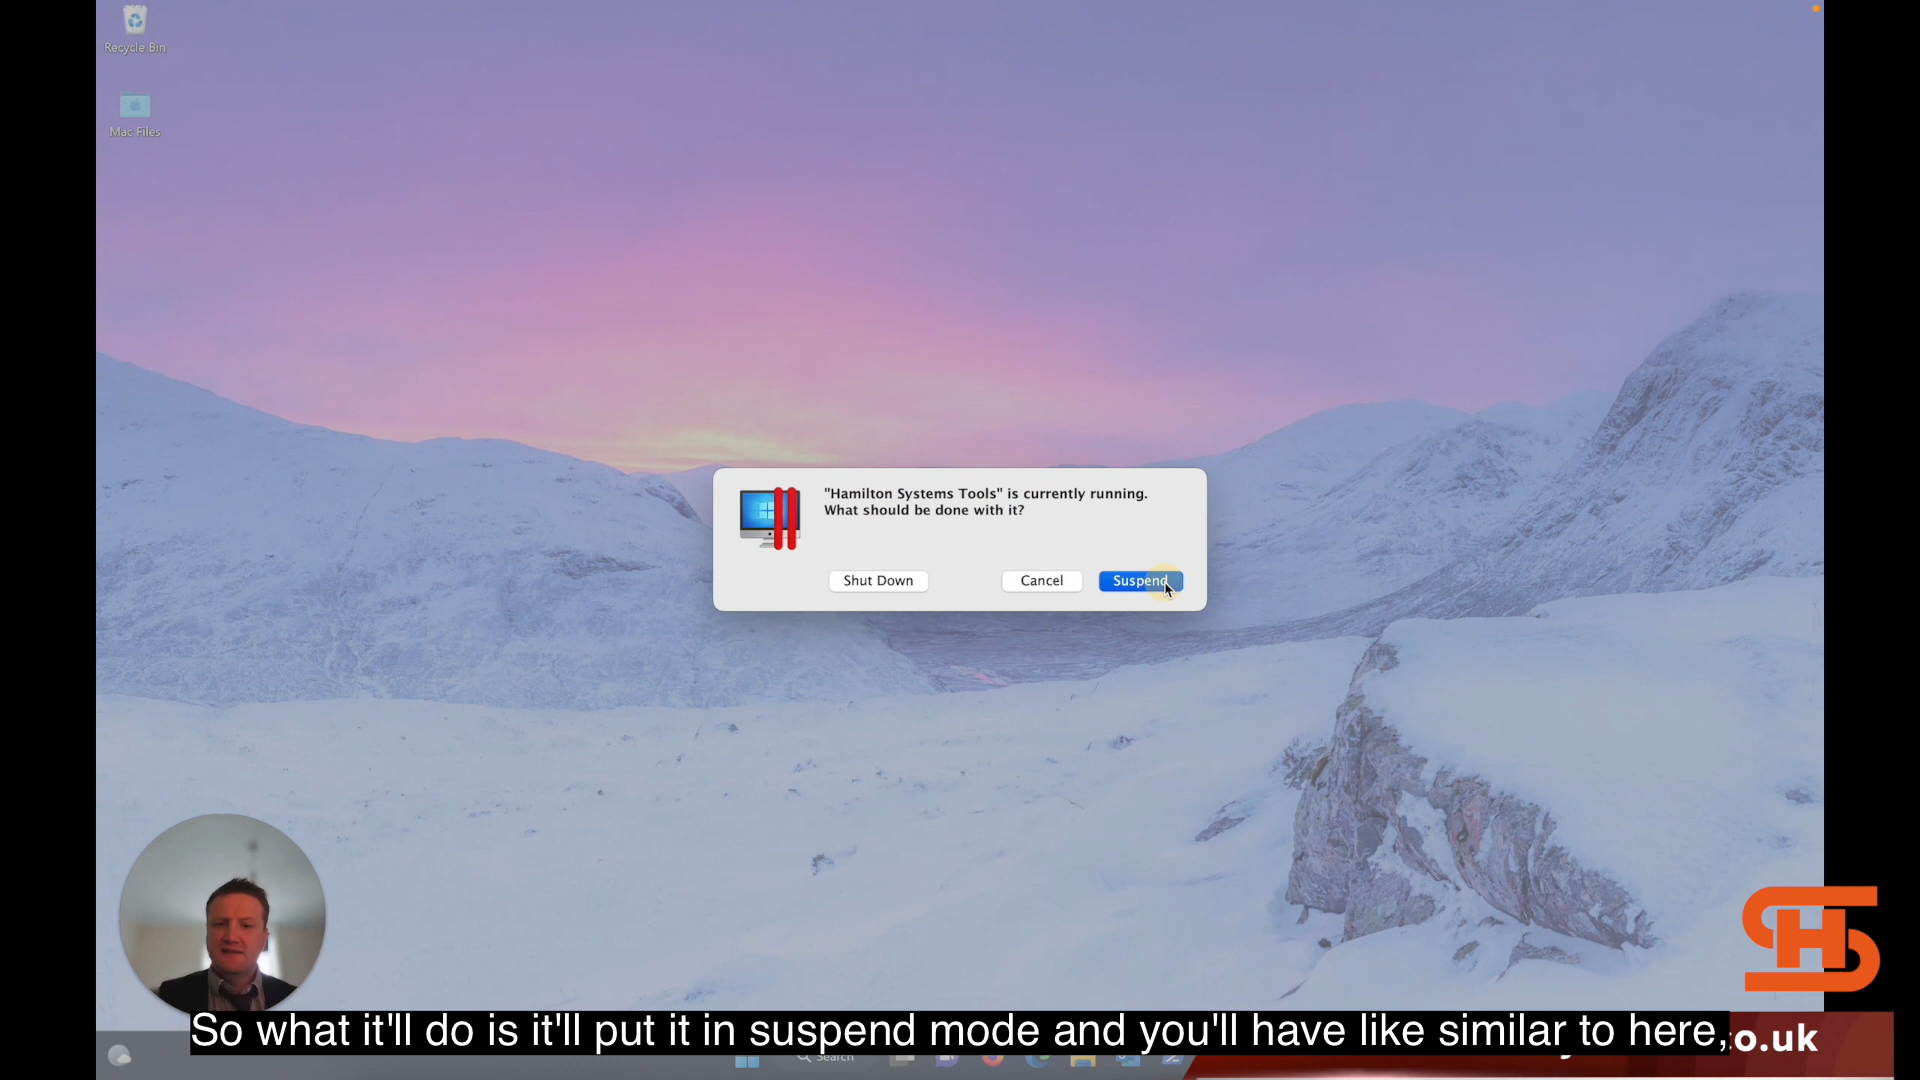 Recycle Bin
Mac Files
"Hamilton Systems Tools" is currently running.
What should be done with it?
Shut Down
Cancel
Suspend
So what it'll do is it'll put it in suspend mode and you'll have like similar to here,
o.uk
Search